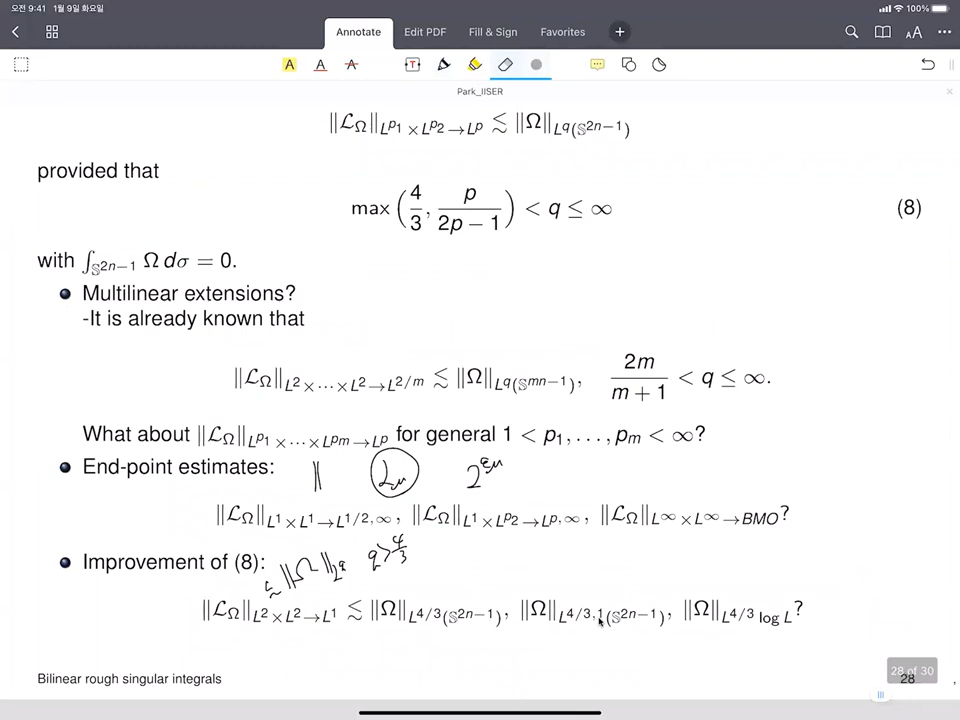 오전 9:41 1월 9일 화요일 100%
Annotate Edit PDF Fill & Sign Favorites
Park_IISER
‖𝓛_Ω‖_{L^{p_1}×L^{p_2}→L^p} ≲ ‖Ω‖_{L^q(𝕊^{2n−1})}
provided that
max(4/3, p/(2p−1)) < q ≤ ∞ (8)
with ∫_{𝕊^{2n−1}} Ω dσ = 0.
Multilinear extensions?
-It is already known that
‖𝓛_Ω‖_{L^2×⋯×L^2→L^{2/m}} ≲ ‖Ω‖_{L^q(𝕊^{mn−1})}, 2m/(m+1) < q ≤ ∞.
What about ‖𝓛_Ω‖_{L^{p_1}×⋯×L^{p_m}→L^p} for general 1 < p_1, . . . , p_m < ∞?
End-point estimates:
‖𝓛_Ω‖_{L^1×L^1→L^{1/2,∞}}, ‖𝓛_Ω‖_{L^1×L^{p_2}→L^{p,∞}}, ‖𝓛_Ω‖_{L^∞×L^∞→BMO}?
Improvement of (8): ≲ ‖Ω‖_{L^q} q > 4/3
‖𝓛_Ω‖_{L^2×L^2→L^1} ≲ ‖Ω‖_{L^{4/3}(𝕊^{2n−1})}, ‖Ω‖_{L^{4/3,1}(𝕊^{2n−1})}, ‖Ω‖_{L^{4/3} log L}?
28 of 30
Bilinear rough singular integrals 28